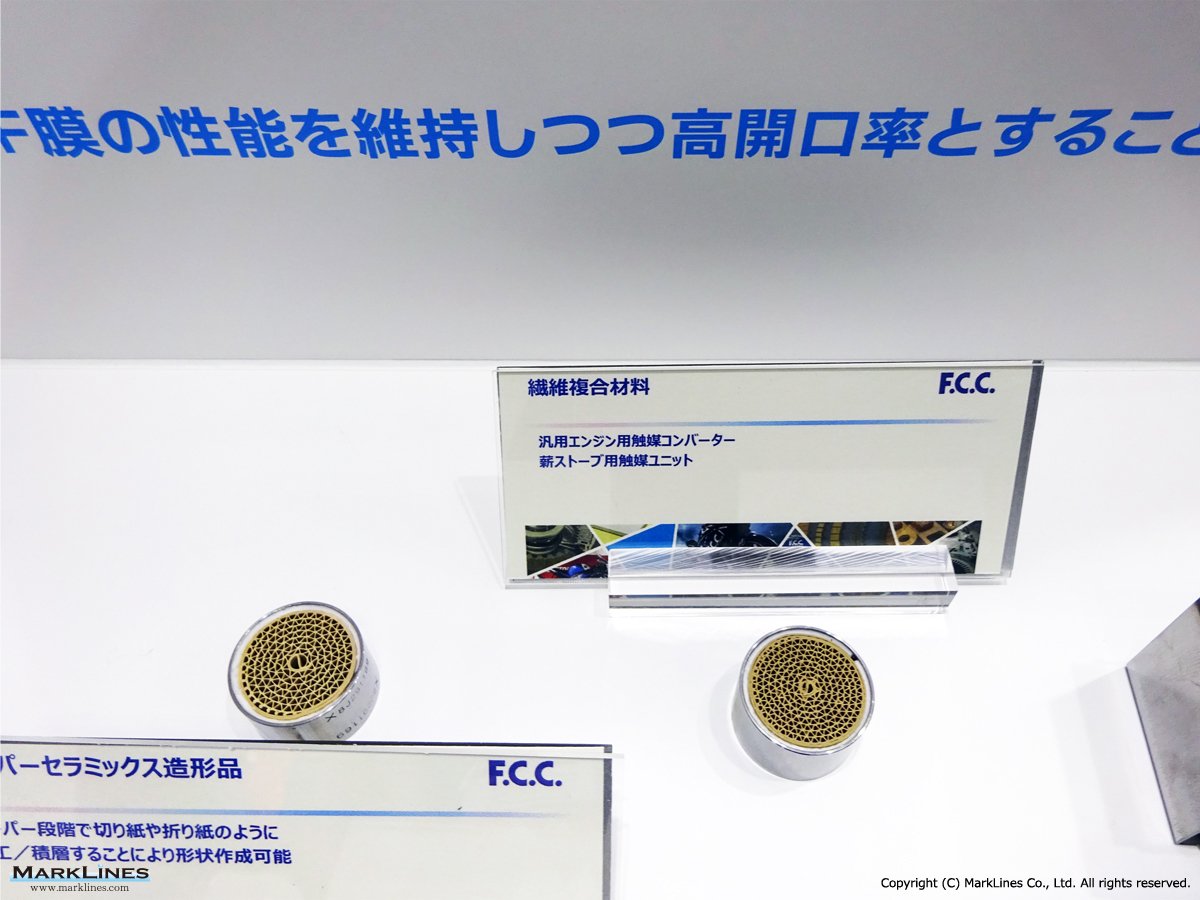 膜の性能を維持しつつ高開口率とすること
繊維複合材料
F.C.C.
汎用エンジン用触媒コンバーター
薪ストーブ用触媒ユニット
パーセラミックス造形品
F.C.C.
パー段階で切り紙や折り紙のように
工／積層することにより形状作成可能
MARKLINES
www.marklines.com
Copyright (C) MarkLines Co., Ltd. All rights reserved.